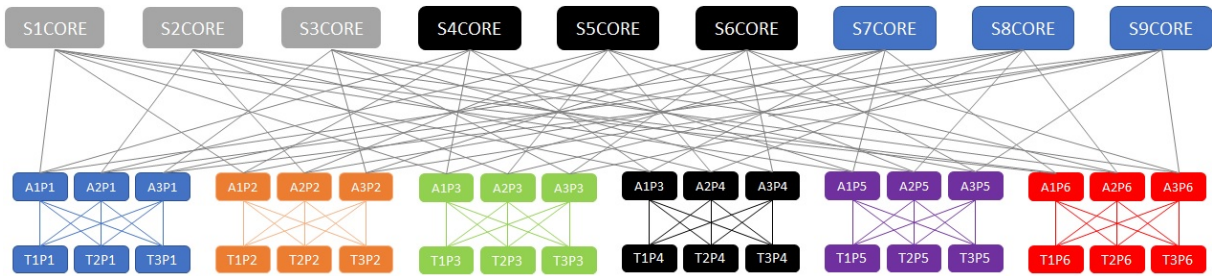 S1CORE S2CORE S3CORE S4CORE S5CORE S6CORE S7CORE S8CORE S9CORE
A1P1 A2P1 A3P1 A1P2 A2P2 A3P2 A1P3 A2P3 A3P3 A1P3 A2P4 A3P4 A1P5 A2P5 A3P5 A1P6 A2P6 A3P6
T1P1 T2P1 T3P1 T1P2 T2P2 T3P2 T1P3 T2P3 T3P3 T1P4 T2P4 T3P4 T1P5 T2P5 T3P5 T1P6 T2P6 T3P6